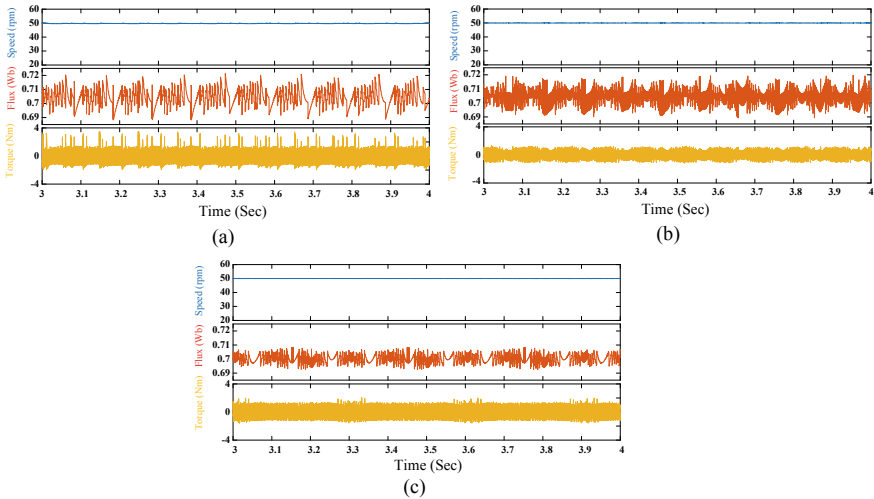 60
50
40
30
20
Speed (rpm)
0.72
0.71
0.7
0.69
Flux (Wb)
4
0
-4
Torque (Nm)
3 3.1 3.2 3.3 3.4 3.5 3.6 3.7 3.8 3.9 4
Time (Sec)
(a)
60
50
40
30
20
Speed (rpm)
0.72
0.71
0.7
0.69
Flux (Wb)
4
0
-4
Torque (Nm)
3 3.1 3.2 3.3 3.4 3.5 3.6 3.7 3.8 3.9 4
Time (Sec)
(b)
60
50
40
30
20
Speed (rpm)
0.72
0.71
0.7
0.69
Flux (Wb)
4
0
-4
Torque (Nm)
3 3.1 3.2 3.3 3.4 3.5 3.6 3.7 3.8 3.9 4
Time (Sec)
(c)